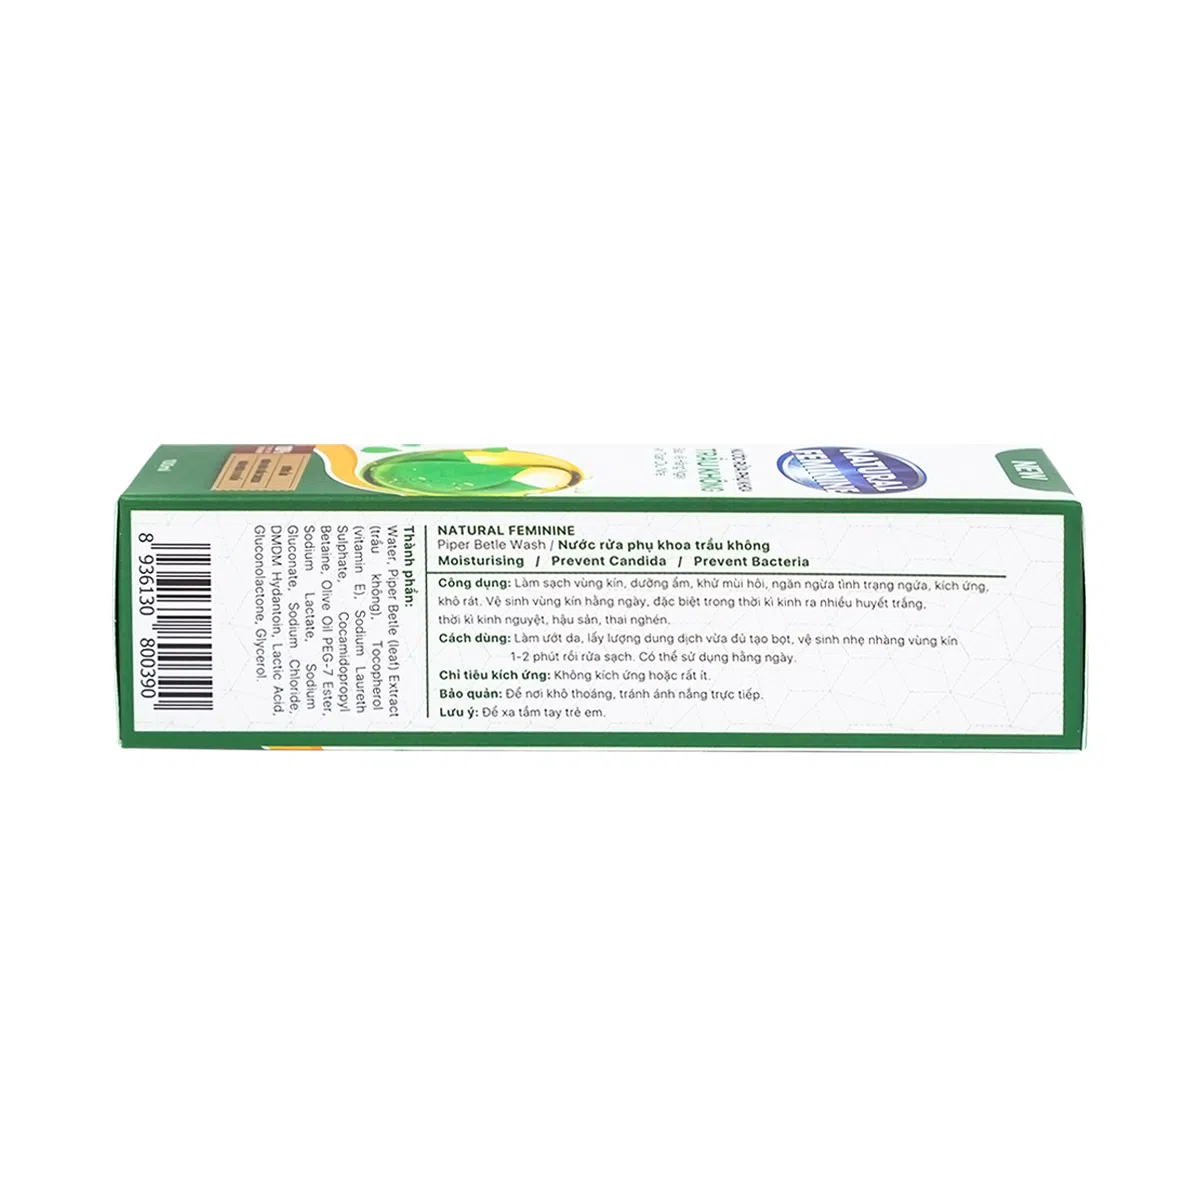 NEW
NATURAL
FEMININE
TRẦU KHÔNG
100ml
NATURAL FEMININE
Piper Betle Wash / Nước rửa phụ khoa trầu không
Moisturising / Prevent Candida / Prevent Bacteria
Công dụng: Làm sạch vùng kín, dưỡng ẩm, khử mùi hôi, ngăn ngừa tình trạng ngứa, kích ứng,
khô rát. Vệ sinh vùng kín hằng ngày, đặc biệt trong thời kì kinh ra nhiều huyết trắng,
thời kì kinh nguyệt, hậu sản, thai nghén.
Cách dùng: Làm ướt da, lấy lượng dung dịch vừa đủ tạo bọt, vệ sinh nhẹ nhàng vùng kín
1-2 phút rồi rửa sạch. Có thể sử dụng hằng ngày.
Chỉ tiêu kích ứng: Không kích ứng hoặc rất ít.
Bảo quản: Để nơi khô thoáng, tránh ánh nắng trực tiếp.
Lưu ý: Để xa tầm tay trẻ em.
Thành phần:
Water, Piper Betle (leaf) Extract
(trầu không). Tocopherol
(vitamin E), Sodium Laureth
Sulphate, Cocamidopropyl
Betaine, Olive Oil PEG-7 Ester,
Sodium Lactate, Sodium
Gluconate, Sodium Chloride,
DMDM Hydantoin, Lactic Acid,
Gluconolactone, Glycerol.
8 936130 800390